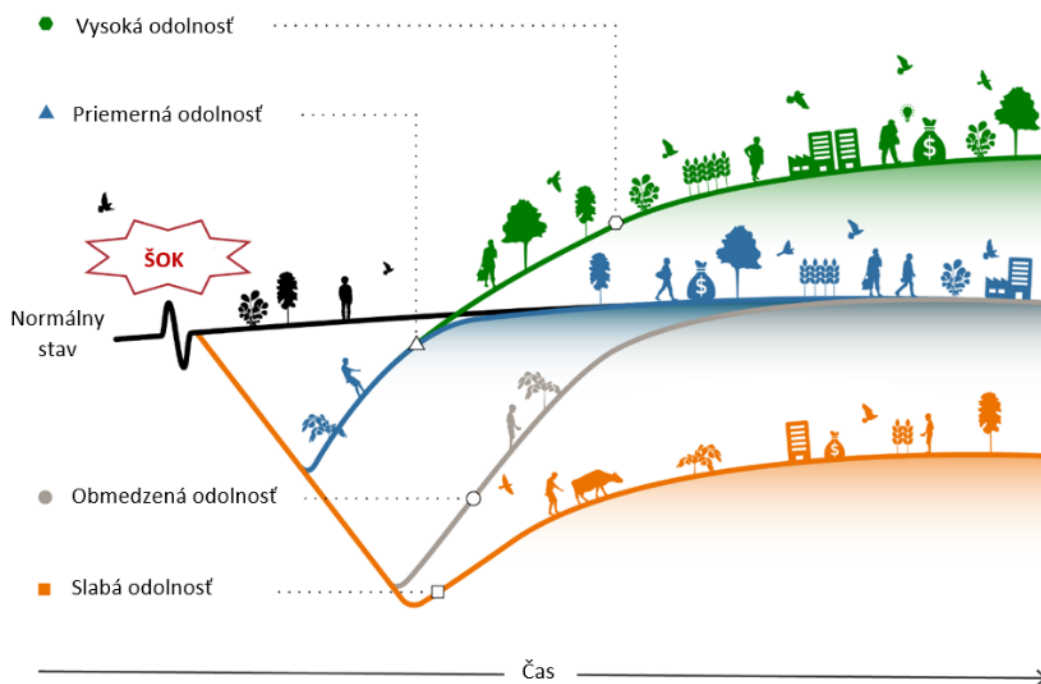 Vysoká odolnosť
Priemerná odolnosť
ŠOK
Normálny
stav
$
$
$
Obmedzená odolnosť
Slabá odolnosť
Čas